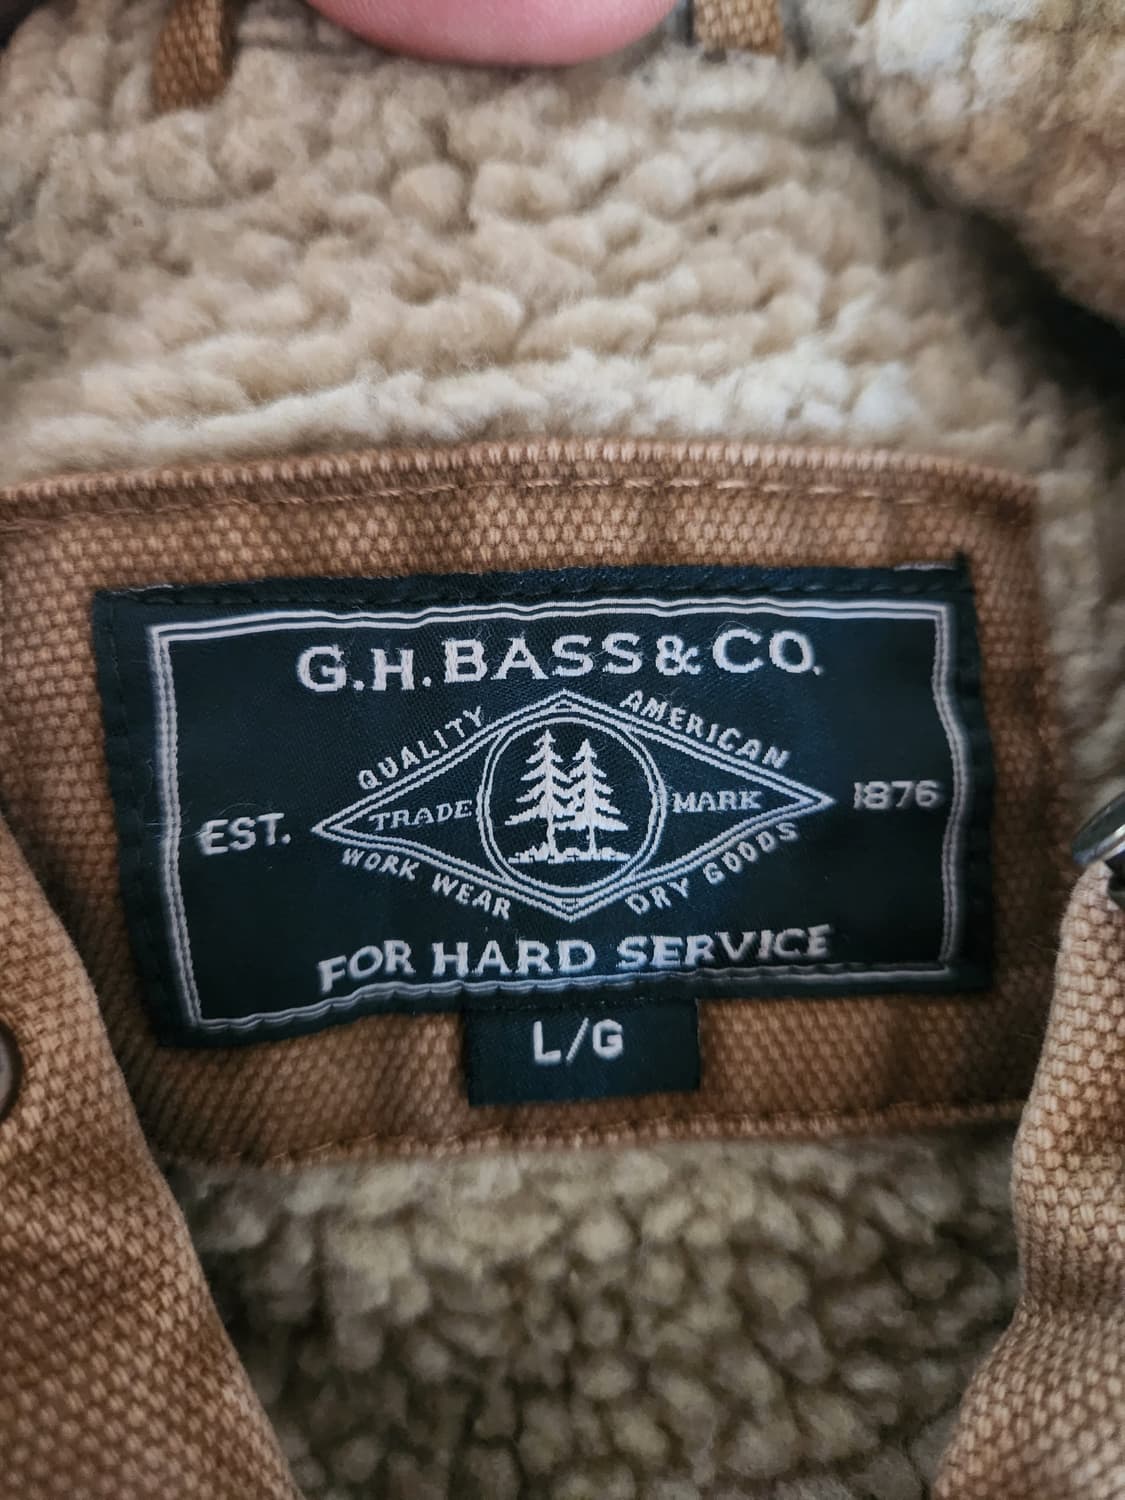 G.H. BASS & CO.
QUALITY AMERICAN
EST. TRADE MARK 1876
WORK WEAR DRY GOODS
FOR HARD SERVICE
L/G